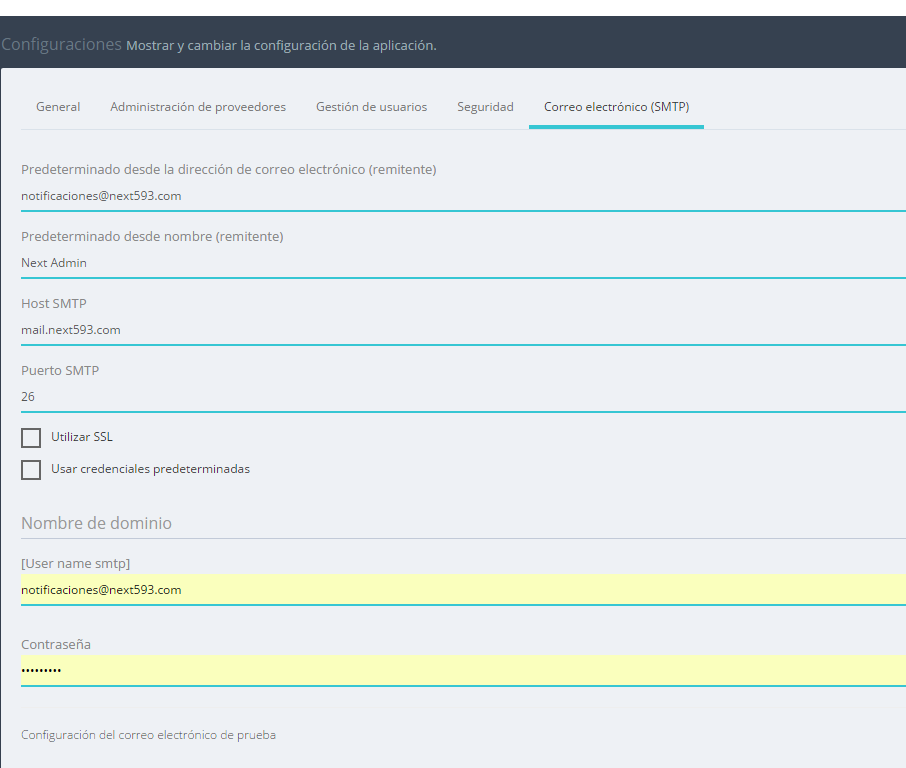 Configuraciones Mostrar y cambiar la configuración de la aplicación.
General Administración de proveedores Gestión de usuarios Seguridad Correo electrónico (SMTP)
Predeterminado desde la dirección de correo electrónico (remitente)
notificaciones@next593.com
Predeterminado desde nombre (remitente)
Next Admin
Host SMTP
mail.next593.com
Puerto SMTP
26
Utilizar SSL
Usar credenciales predeterminadas
Nombre de dominio
[User name smtp]
notificaciones@next593.com
Contraseña
•••••••••
Configuración del correo electrónico de prueba